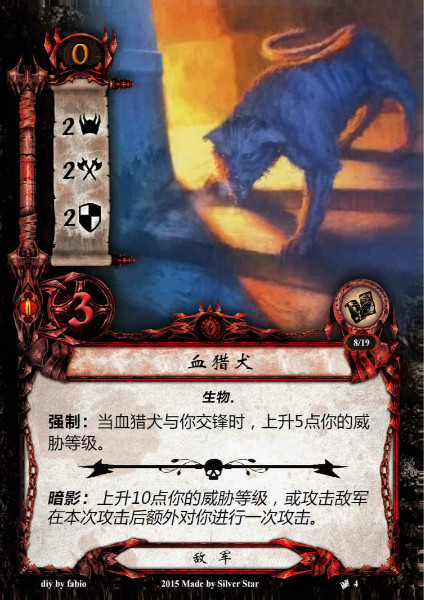 0
2
2
2
3
8/19
血猎犬
生物.
强制：当血猎犬与你交锋时，上升5点你的威
胁等级。
暗影：上升10点你的威胁等级，或攻击敌军
在本次攻击后额外对你进行一次攻击。
敌军
diy by fabio 2015 Made by Silver Star 4